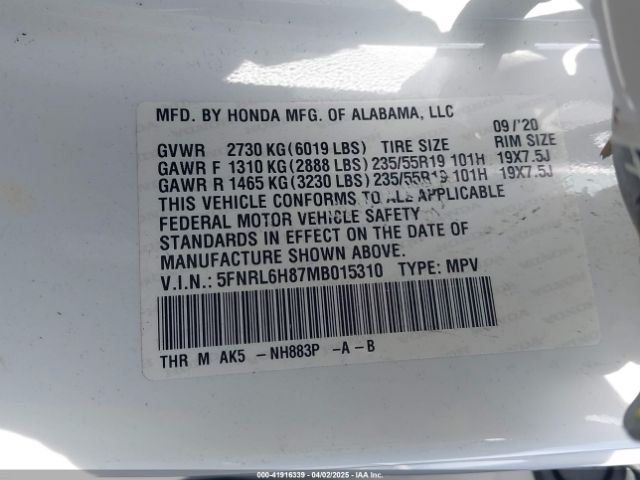 MFD. BY HONDA MFG. OF ALABAMA, LLC 09/'20
GVWR 2730 KG(6019 LBS) TIRE SIZE RIM SIZE
GAWR F 1310 KG(2888 LBS) 235/55R19 101H 19X7.5J
GAWR R 1465 KG(3230 LBS) 235/55R19 101H 19X7.5J
THIS VEHICLE CONFORMS TO ALL APPLICABLE
FEDERAL MOTOR VEHICLE SAFETY
STANDARDS IN EFFECT ON THE DATE OF
MANUFACTURE SHOWN ABOVE.
V.I.N.: 5FNRL6H87MB015310 TYPE: MPV
THR M AK5 -NH883P -A-B
000-41916339 - 04/02/2025 - IAA Inc.